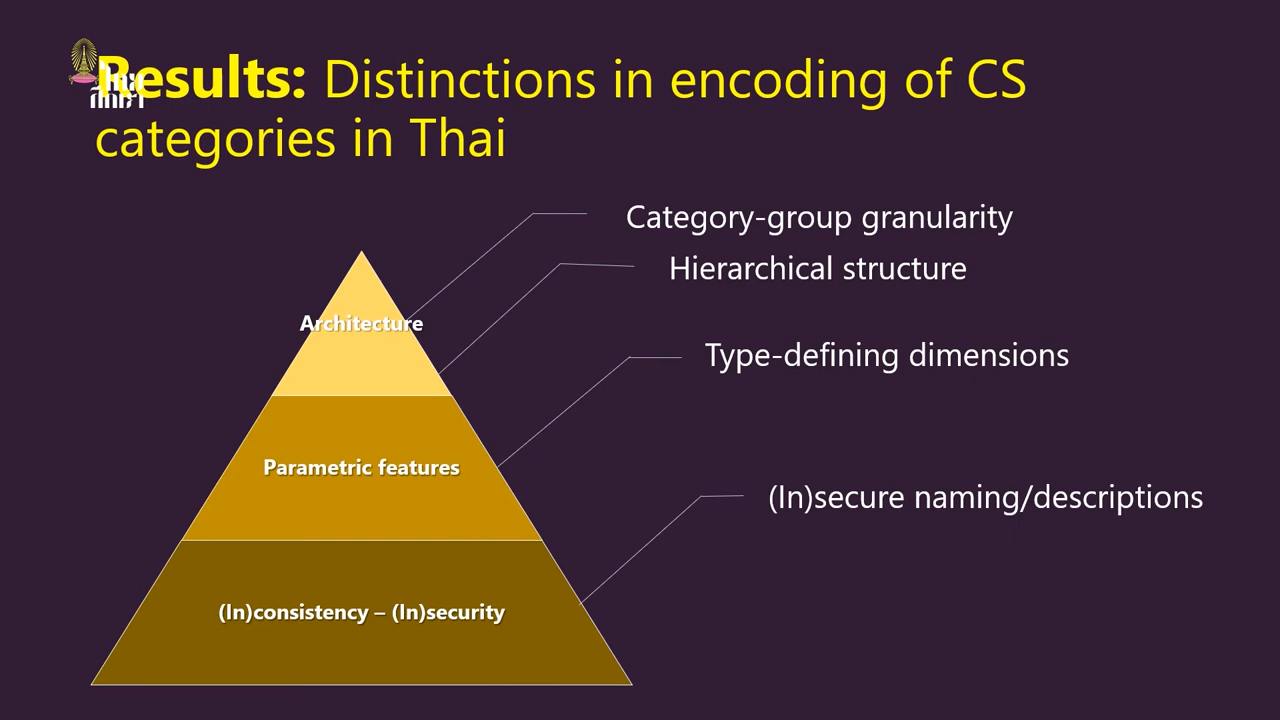 Results: Distinctions in encoding of CS
categories in Thai
Category-group granularity
Hierarchical structure
Architecture
Type-defining dimensions
Parametric features
(In)secure naming/descriptions
(In)consistency – (In)security